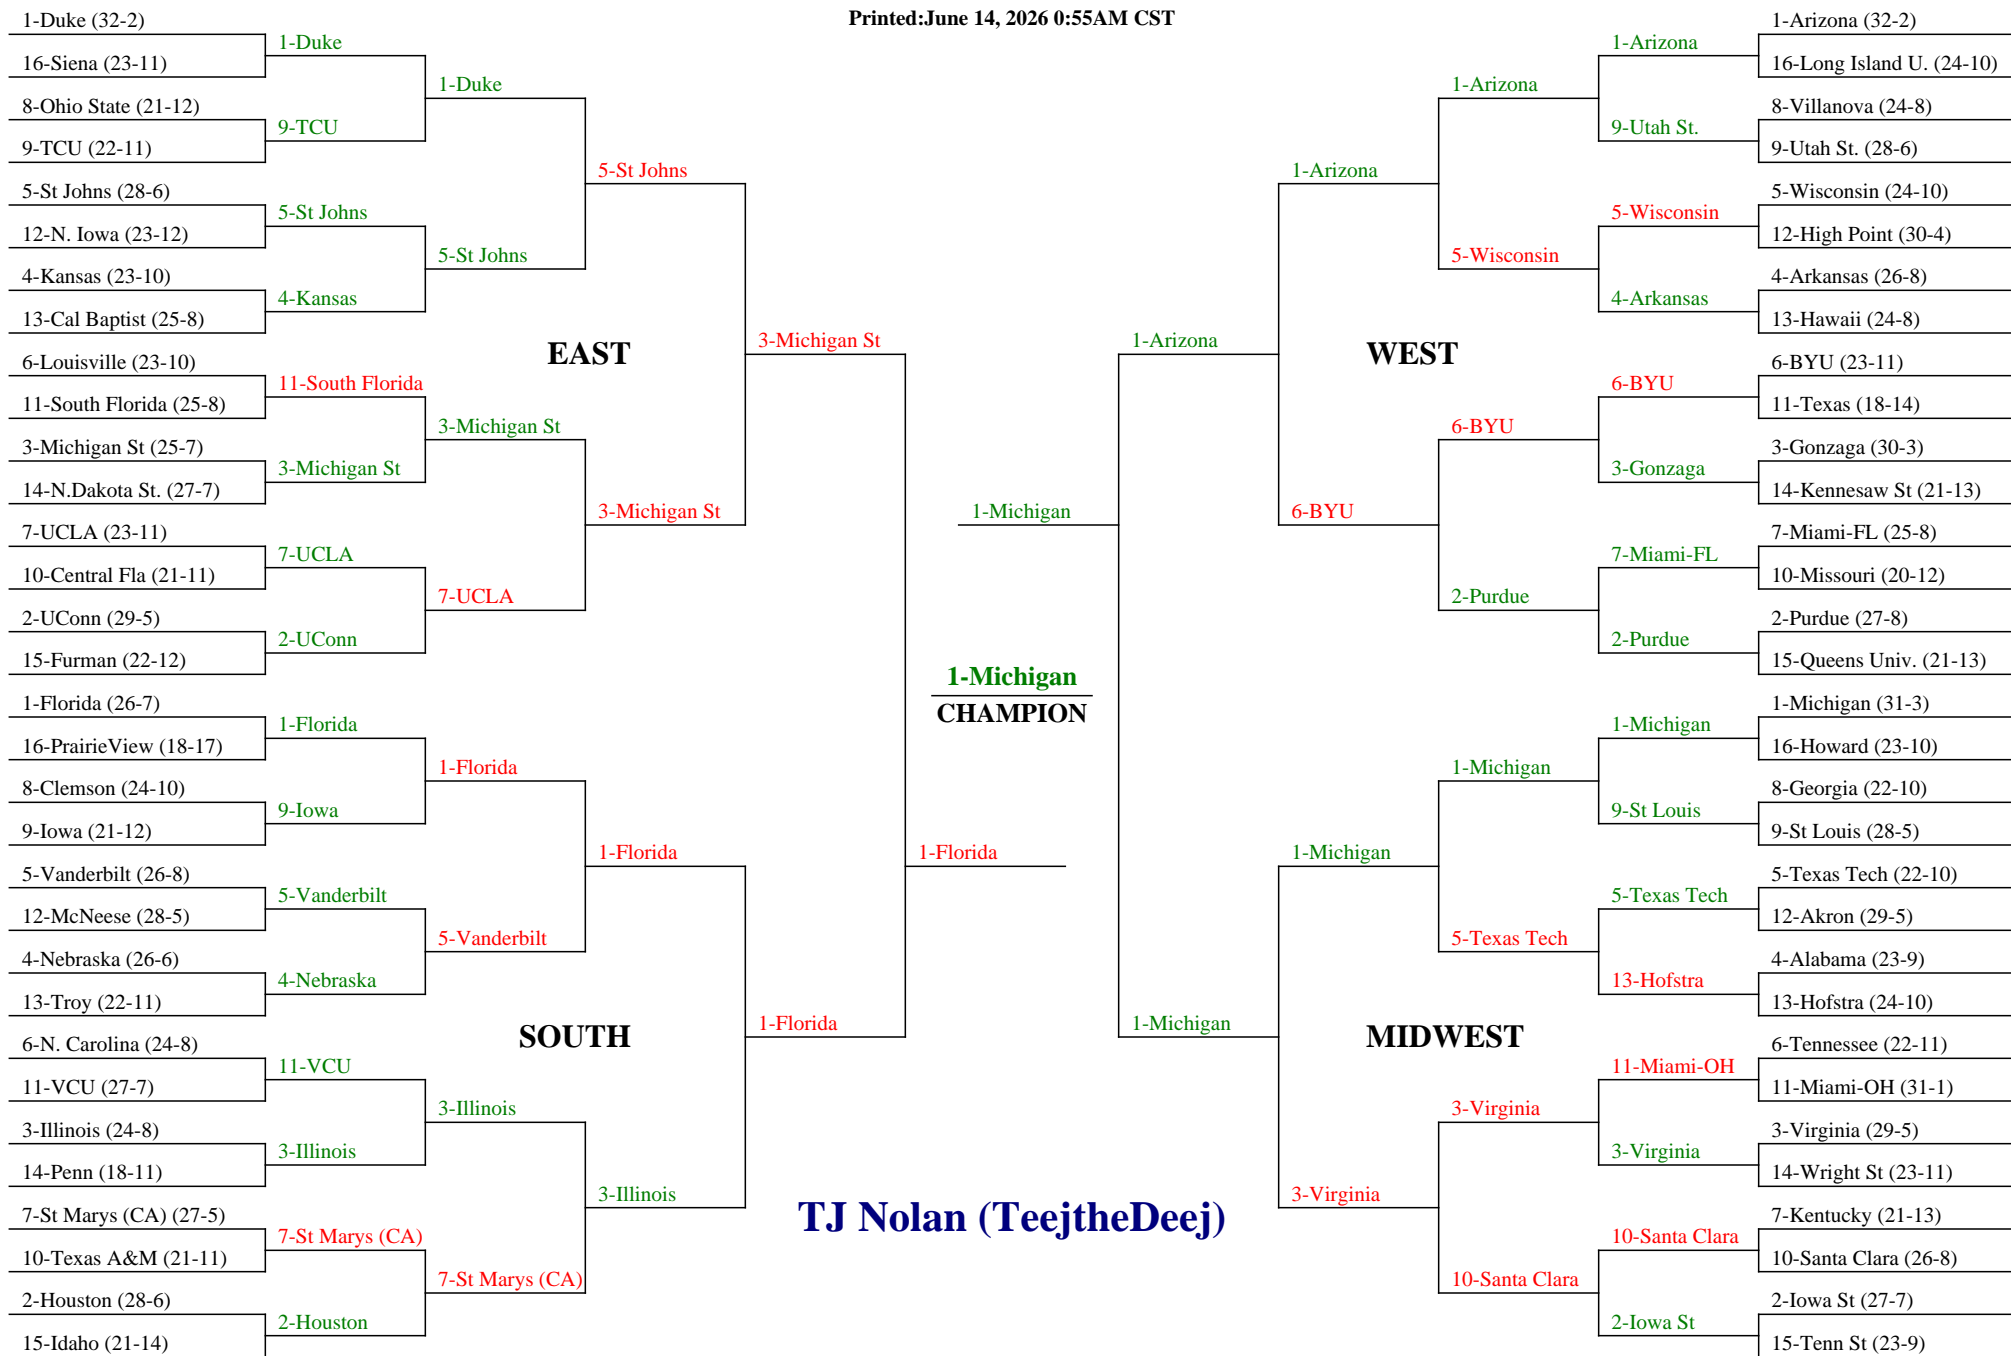 Printed:June 14, 2026 0:55AM CST
1-Duke (32-2)
16-Siena (23-11)
8-Ohio State (21-12)
9-TCU (22-11)
5-St Johns (28-6)
12-N. Iowa (23-12)
4-Kansas (23-10)
13-Cal Baptist (25-8)
6-Louisville (23-10)
11-South Florida (25-8)
3-Michigan St (25-7)
14-N.Dakota St. (27-7)
7-UCLA (23-11)
10-Central Fla (21-11)
2-UConn (29-5)
15-Furman (22-12)
1-Florida (26-7)
16-PrairieView (18-17)
8-Clemson (24-10)
9-Iowa (21-12)
5-Vanderbilt (26-8)
12-McNeese (28-5)
4-Nebraska (26-6)
13-Troy (22-11)
6-N. Carolina (24-8)
11-VCU (27-7)
3-Illinois (24-8)
14-Penn (18-11)
7-St Marys (CA) (27-5)
10-Texas A&M (21-11)
2-Houston (28-6)
15-Idaho (21-14)
1-Duke
9-TCU
5-St Johns
4-Kansas
11-South Florida
3-Michigan St
7-UCLA
2-UConn
1-Florida
9-Iowa
5-Vanderbilt
4-Nebraska
11-VCU
3-Illinois
7-St Marys (CA)
2-Houston
1-Duke
5-St Johns
3-Michigan St
7-UCLA
1-Florida
5-Vanderbilt
3-Illinois
7-St Marys (CA)
5-St Johns
EAST
3-Michigan St
1-Florida
SOUTH
3-Illinois
3-Michigan St
1-Florida
1-Florida
1-Michigan
1-Michigan
CHAMPION
TJ Nolan (TeejtheDeej)
1-Arizona
1-Michigan
1-Arizona
WEST
6-BYU
1-Michigan
MIDWEST
3-Virginia
1-Arizona
5-Wisconsin
6-BYU
2-Purdue
1-Michigan
5-Texas Tech
3-Virginia
10-Santa Clara
1-Arizona
9-Utah St.
5-Wisconsin
4-Arkansas
6-BYU
3-Gonzaga
7-Miami-FL
2-Purdue
1-Michigan
9-St Louis
5-Texas Tech
13-Hofstra
11-Miami-OH
3-Virginia
10-Santa Clara
2-Iowa St
1-Arizona (32-2)
16-Long Island U. (24-10)
8-Villanova (24-8)
9-Utah St. (28-6)
5-Wisconsin (24-10)
12-High Point (30-4)
4-Arkansas (26-8)
13-Hawaii (24-8)
6-BYU (23-11)
11-Texas (18-14)
3-Gonzaga (30-3)
14-Kennesaw St (21-13)
7-Miami-FL (25-8)
10-Missouri (20-12)
2-Purdue (27-8)
15-Queens Univ. (21-13)
1-Michigan (31-3)
16-Howard (23-10)
8-Georgia (22-10)
9-St Louis (28-5)
5-Texas Tech (22-10)
12-Akron (29-5)
4-Alabama (23-9)
13-Hofstra (24-10)
6-Tennessee (22-11)
11-Miami-OH (31-1)
3-Virginia (29-5)
14-Wright St (23-11)
7-Kentucky (21-13)
10-Santa Clara (26-8)
2-Iowa St (27-7)
15-Tenn St (23-9)